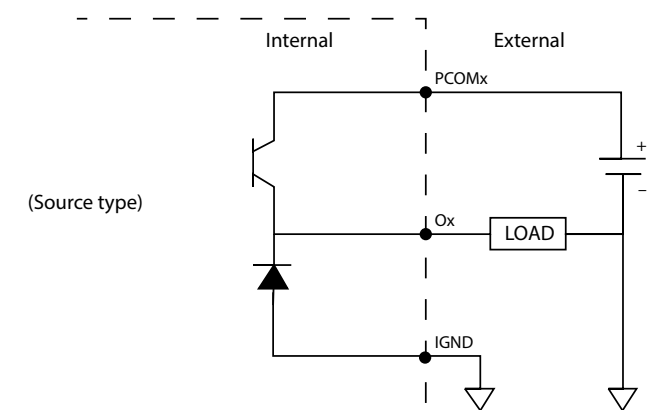 Internal
External
PCOMx
+
–
(Source type)
Ox
LOAD
IGND